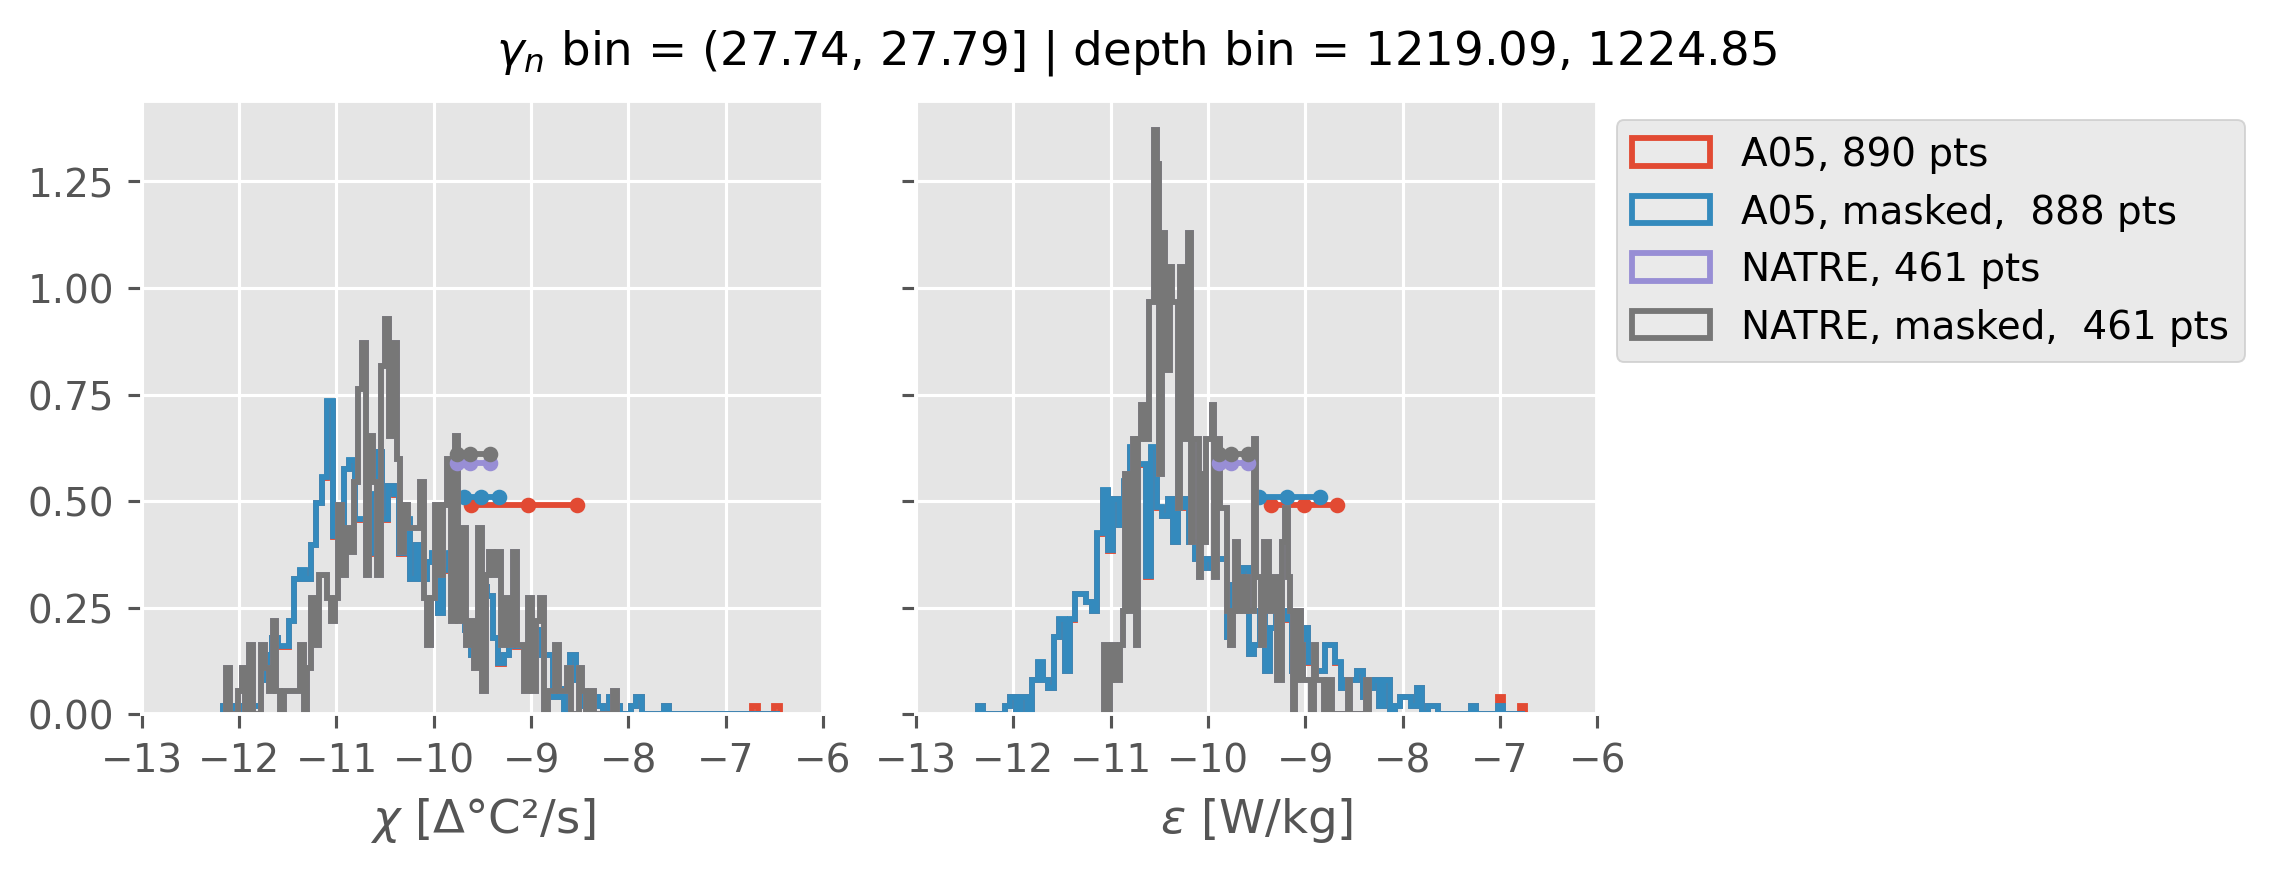 γn bin = (27.74, 27.79] | depth bin = 1219.09, 1224.85
1.25
1.00
0.75
0.50
0.25
0.00
−13 −12 −11 −10 −9 −8 −7 −6
χ [Δ°C²/s]
−13 −12 −11 −10 −9 −8 −7 −6
ε [W/kg]
A05, 890 pts
A05, masked,  888 pts
NATRE, 461 pts
NATRE, masked,  461 pts